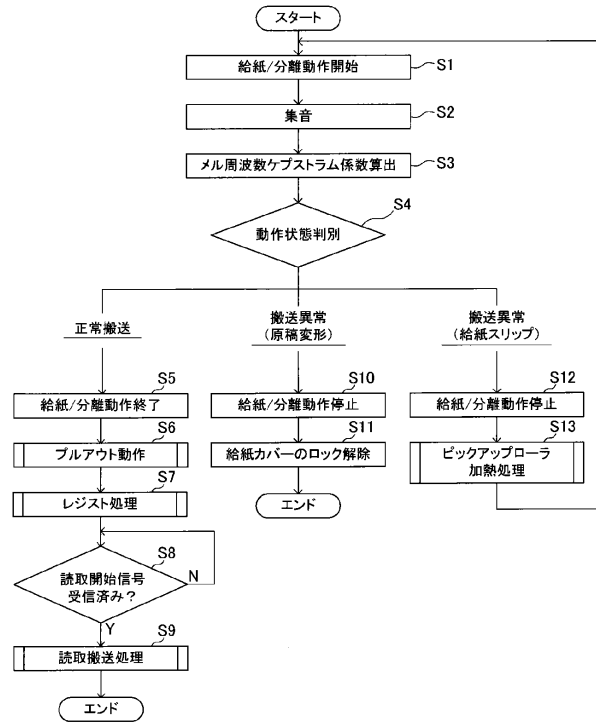 スタート
給紙/分離動作開始
S1
集音
S2
メル周波数ケプストラム係数算出
S3
S4
動作状態判別
正常搬送
搬送異常
(原稿変形)
搬送異常
(給紙スリップ)
S5
給紙/分離動作終了
S10
給紙/分離動作停止
S12
給紙/分離動作停止
S6
プルアウト動作
S11
給紙カバーのロック解除
S13
ピックアップローラ
加熱処理
S7
レジスト処理
エンド
S8
読取開始信号
受信済み?
N
Y
S9
読取搬送処理
エンド